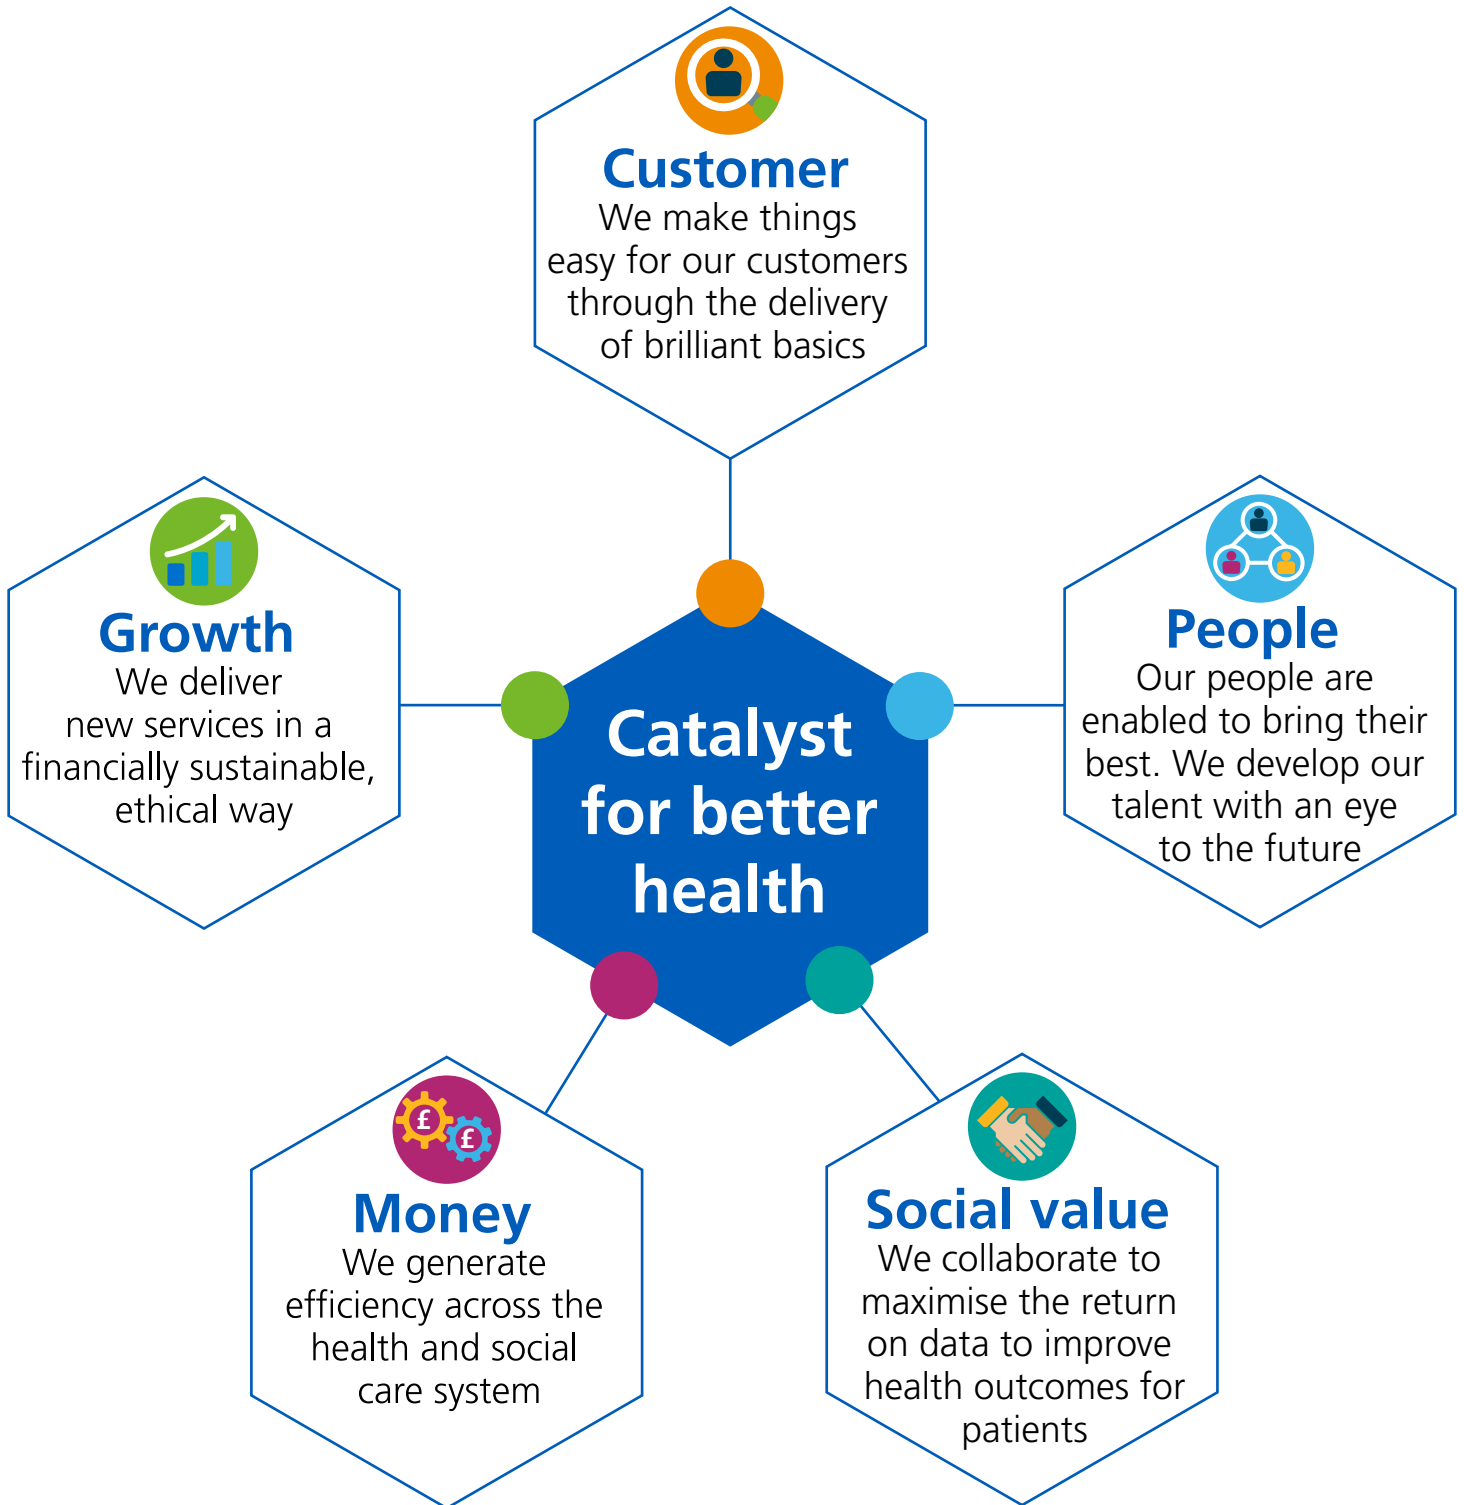 Customer
We make things
easy for our customers
through the delivery
of brilliant basics
Growth
We deliver
new services in a
financially sustainable,
ethical way
Catalyst
for better
health
People
Our people are
enabled to bring their
best. We develop our
talent with an eye
to the future
££
Money
We generate
efficiency across the
health and social
care system
Social value
We collaborate to
maximise the return
on data to improve
health outcomes for
patients